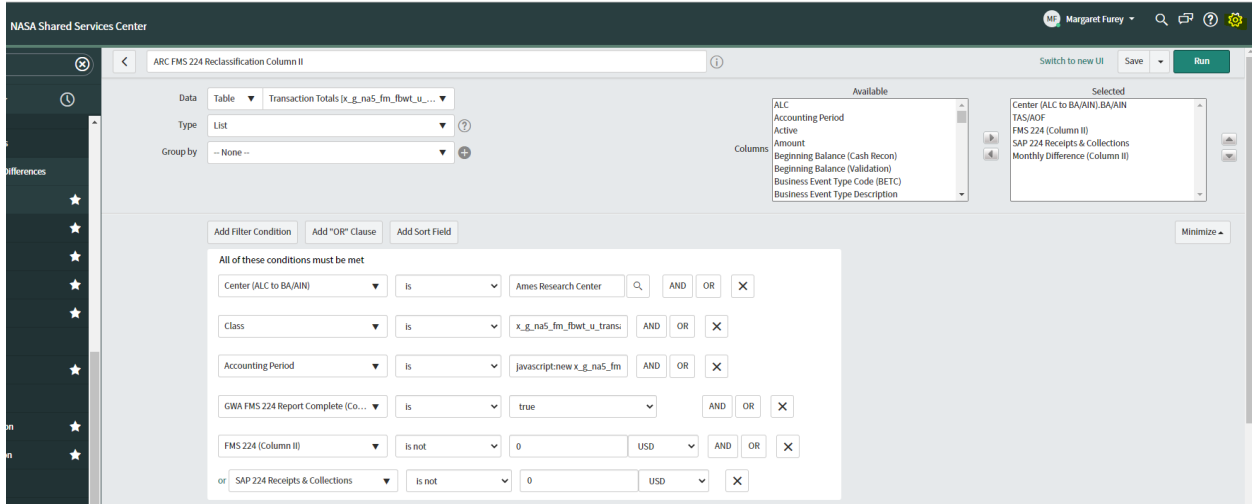 NASA Shared Services Center
MF Margaret Furey
ARC FMS 224 Reclassification Column II
Switch to new UI Save Run
Data Table Transaction Totals [x_g_na5_fm_fbwt_u_...
Type List
Group by -- None --
Columns
Available
ALC
Accounting Period
Active
Amount
Beginning Balance (Cash Recon)
Beginning Balance (Validation)
Business Event Type Code (BETC)
Business Event Type Description
Selected
Center (ALC to BA/AIN).BA/AIN
TAS/AOF
FMS 224 (Column II)
SAP 224 Receipts & Collections
Monthly Difference (Column II)
Differences
on
n
Add Filter Condition Add "OR" Clause Add Sort Field Minimize
All of these conditions must be met
Center (ALC to BA/AIN) is Ames Research Center AND OR
Class is x_g_na5_fm_fbwt_u_transa AND OR
Accounting Period is javascript:new x_g_na5_fm AND OR
GWA FMS 224 Report Complete (Co... is true AND OR
FMS 224 (Column II) is not 0 USD AND OR
or SAP 224 Receipts & Collections is not 0 USD